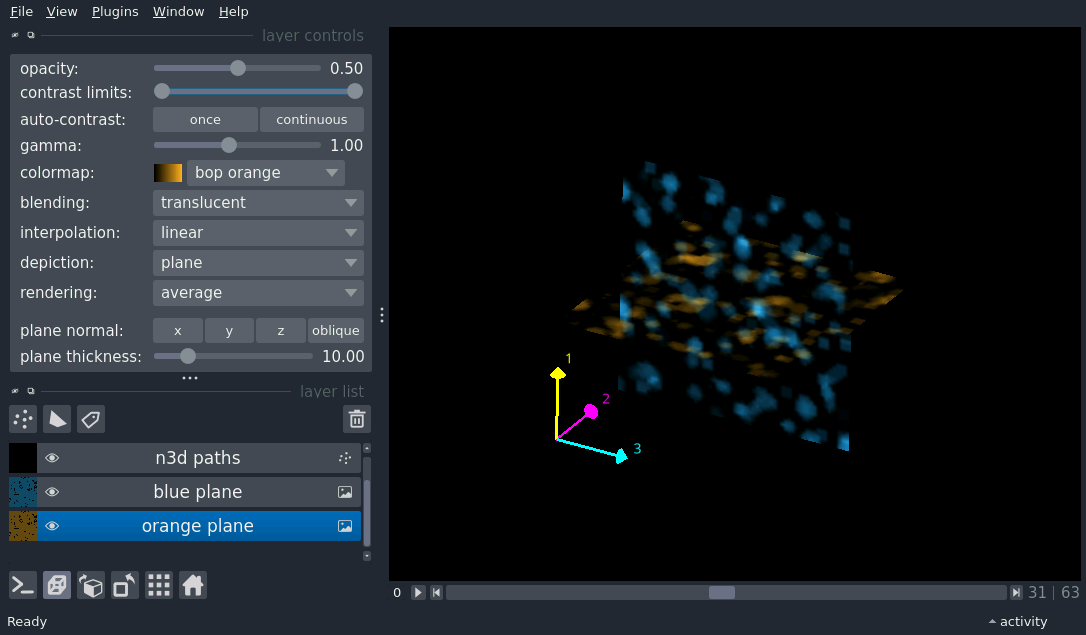 File View Plugins Window Help
layer controls
opacity: 0.50
contrast limits:
auto-contrast: once continuous
gamma: 1.00
colormap: bop orange
blending: translucent
interpolation: linear
depiction: plane
rendering: average
plane normal: x y z oblique
plane thickness: 10.00
layer list
n3d paths
blue plane
orange plane
1
2
3
0 31 | 63
Ready activity